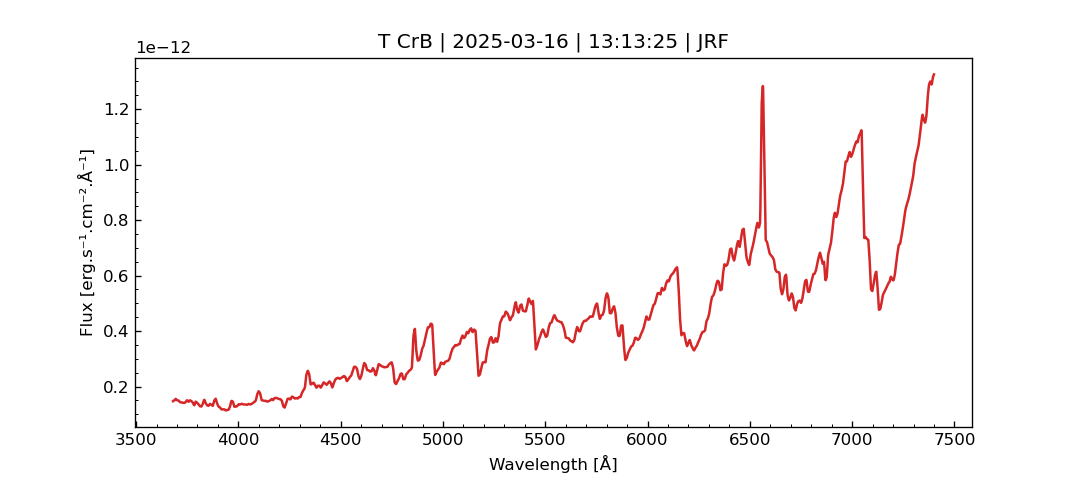 T CrB | 2025-03-16 | 13:13:25 | JRF
1e−12
1.2
1.0
0.8
0.6
0.4
0.2
Flux [erg.s⁻¹.cm⁻².Å⁻¹]
3500 4000 4500 5000 5500 6000 6500 7000 7500
Wavelength [Å]